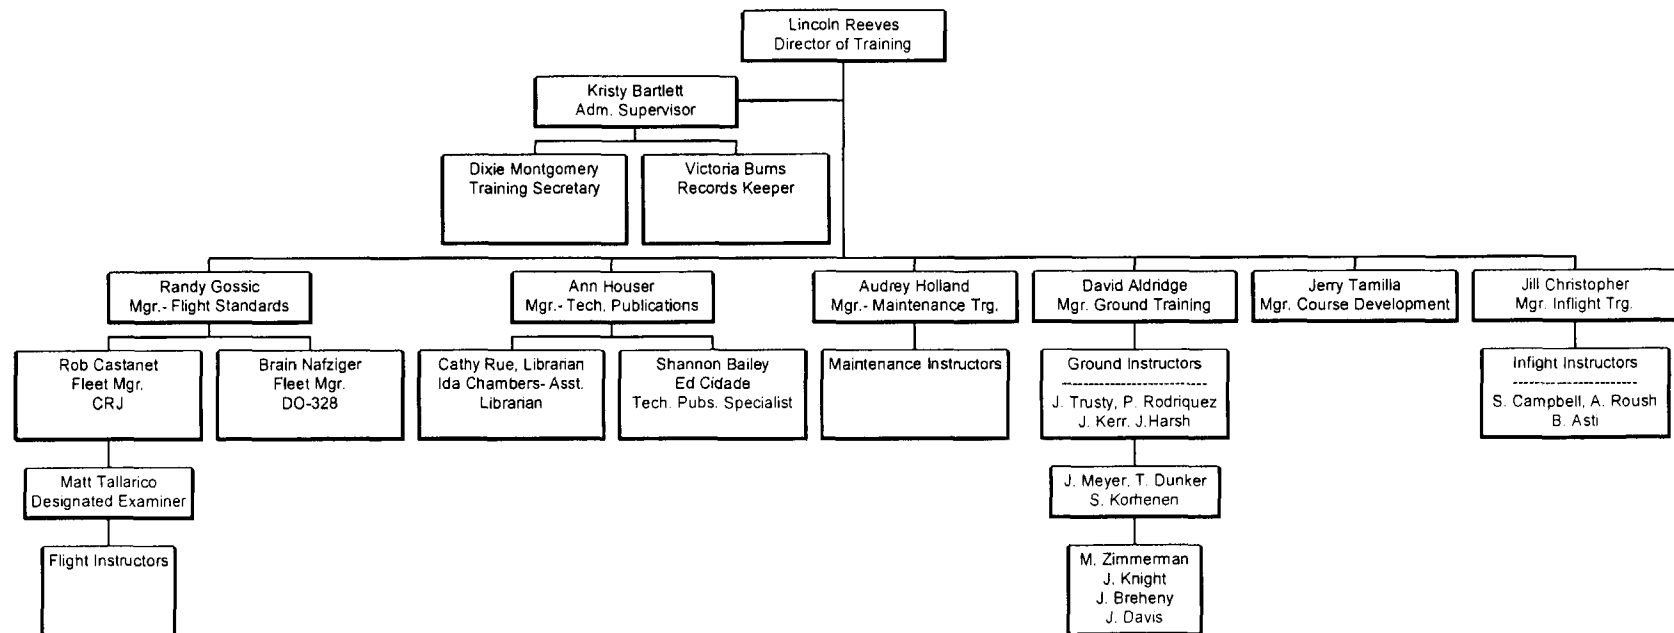 Lincoln Reeves
Director of Training
Kristy Bartlett
Adm. Supervisor
Dixie Montgomery
Training Secretary
Victoria Burns
Records Keeper
Randy Gossic
Mgr.- Flight Standards
Ann Houser
Mgr.- Tech. Publications
Audrey Holland
Mgr.- Maintenance Trg.
David Aldridge
Mgr. Ground Training
Jerry Tamilla
Mgr. Course Development
Jill Christopher
Mgr. Inflight Trg.
Rob Castanet
Fleet Mgr.
CRJ
Brain Nafziger
Fleet Mgr.
DO-328
Cathy Rue, Librarian
Ida Chambers- Asst.
Librarian
Shannon Bailey
Ed Cidade
Tech. Pubs. Specialist
Maintenance Instructors
Ground Instructors
------------------------
J. Trusty, P. Rodriquez
J. Kerr. J.Harsh
Infight Instructors
------------------------
S. Campbell, A. Roush
B. Asti
Matt Tallarico
Designated Examiner
J. Meyer, T. Dunker
S. Korhenen
Flight Instructors
M. Zimmerman
J. Knight
J. Breheny
J. Davis